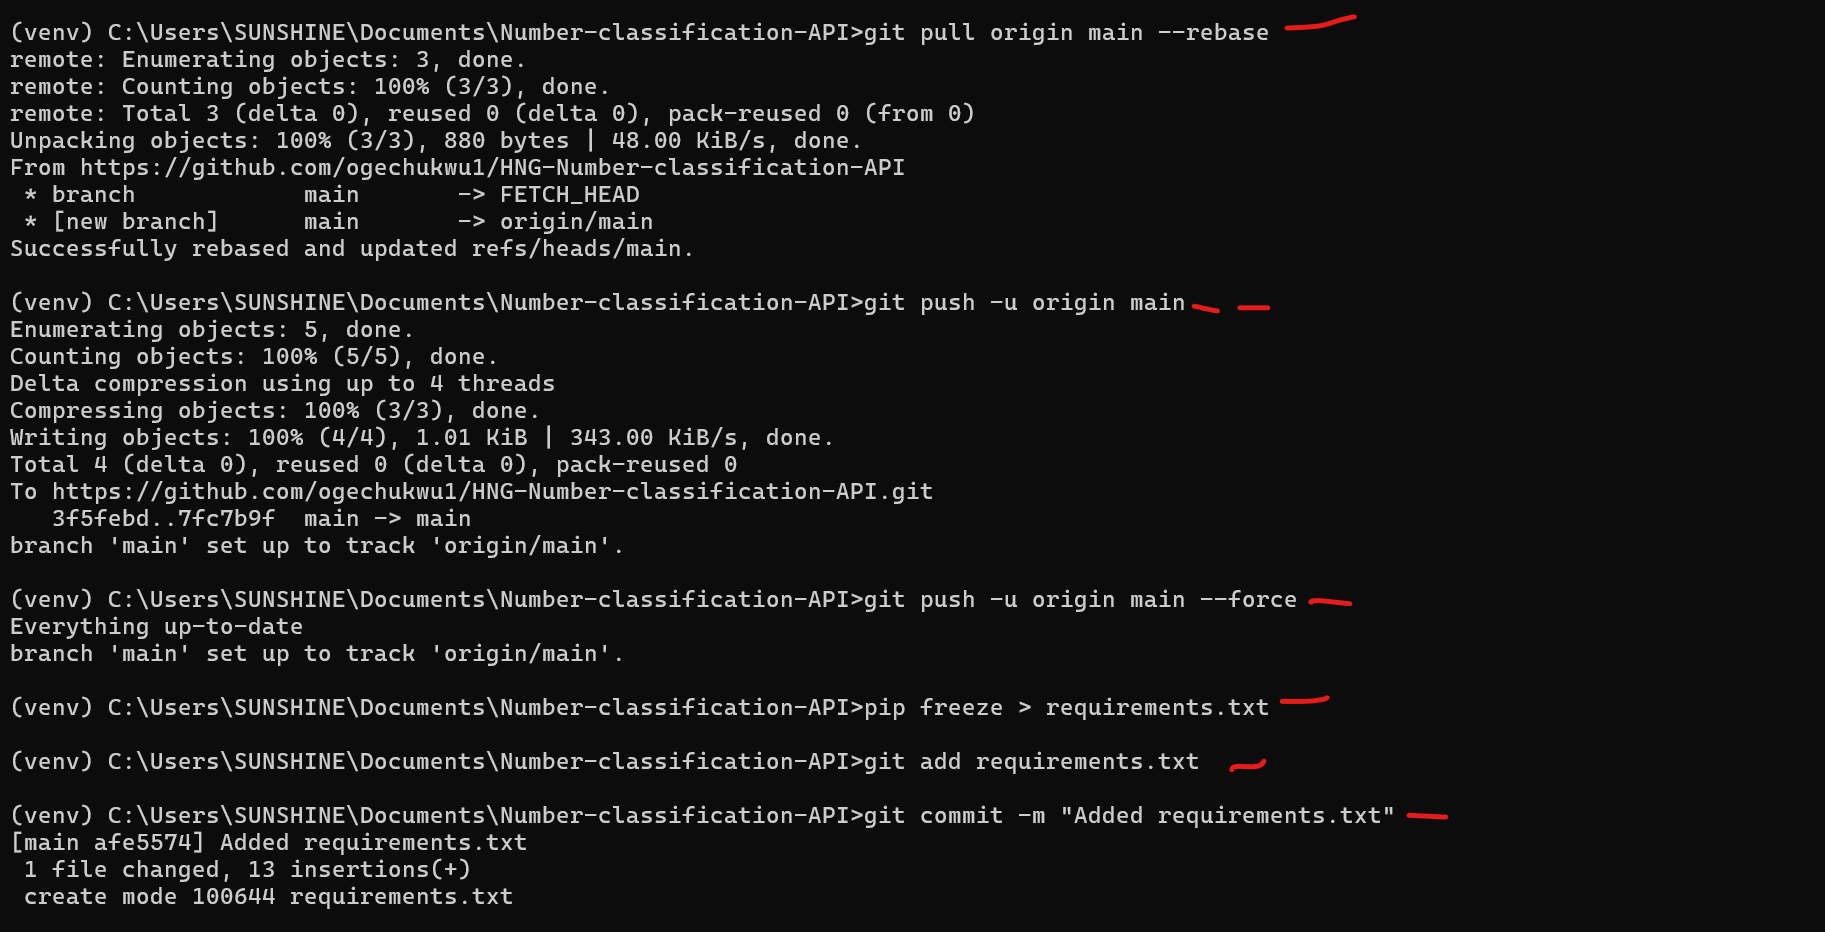 (venv) C:\Users\SUNSHINE\Documents\Number-classification-API>git pull origin main --rebase
remote: Enumerating objects: 3, done.
remote: Counting objects: 100% (3/3), done.
remote: Total 3 (delta 0), reused 0 (delta 0), pack-reused 0 (from 0)
Unpacking objects: 100% (3/3), 880 bytes | 48.00 KiB/s, done.
From https://github.com/ogechukwu1/HNG-Number-classification-API
 * branch            main       -> FETCH_HEAD
 * [new branch]      main       -> origin/main
Successfully rebased and updated refs/heads/main.
(venv) C:\Users\SUNSHINE\Documents\Number-classification-API>git push -u origin main
Enumerating objects: 5, done.
Counting objects: 100% (5/5), done.
Delta compression using up to 4 threads
Compressing objects: 100% (3/3), done.
Writing objects: 100% (4/4), 1.01 KiB | 343.00 KiB/s, done.
Total 4 (delta 0), reused 0 (delta 0), pack-reused 0
To https://github.com/ogechukwu1/HNG-Number-classification-API.git
   3f5febd..7fc7b9f  main -> main
branch 'main' set up to track 'origin/main'.
(venv) C:\Users\SUNSHINE\Documents\Number-classification-API>git push -u origin main --force
Everything up-to-date
branch 'main' set up to track 'origin/main'.
(venv) C:\Users\SUNSHINE\Documents\Number-classification-API>pip freeze > requirements.txt
(venv) C:\Users\SUNSHINE\Documents\Number-classification-API>git add requirements.txt
(venv) C:\Users\SUNSHINE\Documents\Number-classification-API>git commit -m "Added requirements.txt"
[main afe5574] Added requirements.txt
 1 file changed, 13 insertions(+)
 create mode 100644 requirements.txt